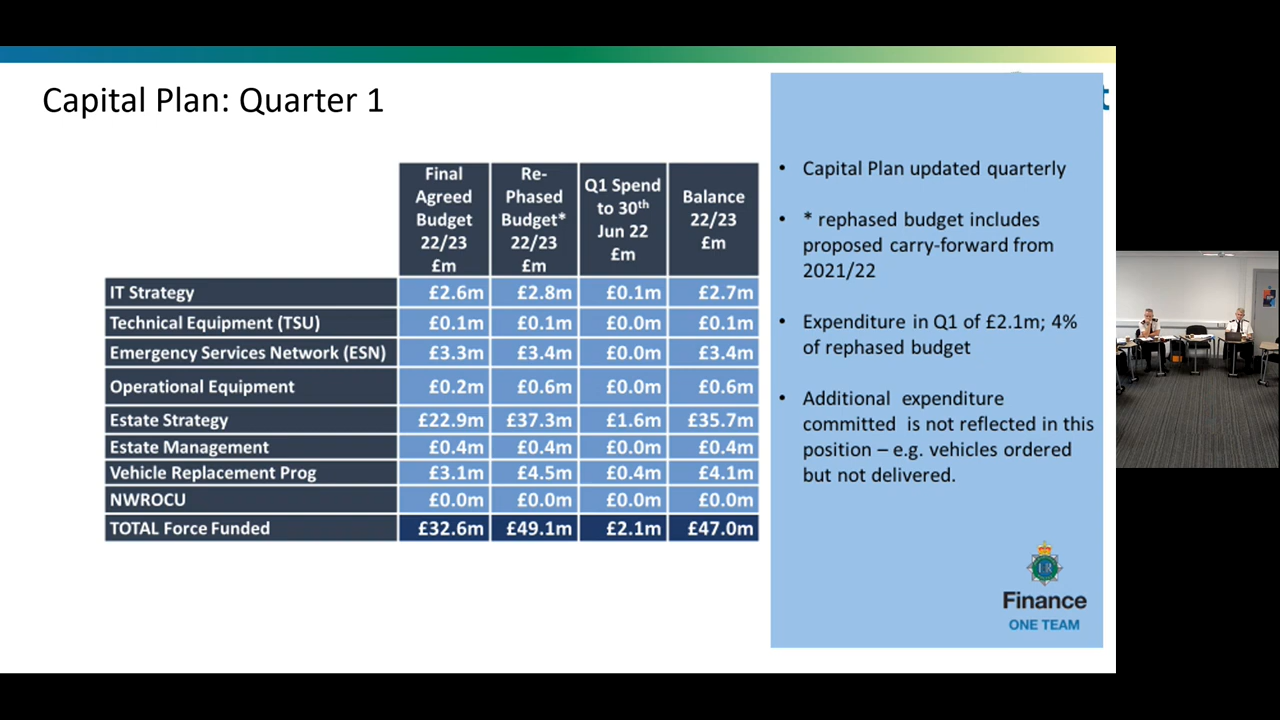 Capital Plan: Quarter 1
t
Final Agreed Budget 22/23 £m
Re-Phased Budget* 22/23 £m
Q1 Spend to 30th Jun 22 £m
Balance 22/23 £m
IT Strategy £2.6m £2.8m £0.1m £2.7m
Technical Equipment (TSU) £0.1m £0.1m £0.0m £0.1m
Emergency Services Network (ESN) £3.3m £3.4m £0.0m £3.4m
Operational Equipment £0.2m £0.6m £0.0m £0.6m
Estate Strategy £22.9m £37.3m £1.6m £35.7m
Estate Management £0.4m £0.4m £0.0m £0.4m
Vehicle Replacement Prog £3.1m £4.5m £0.4m £4.1m
NWROCU £0.0m £0.0m £0.0m £0.0m
TOTAL Force Funded £32.6m £49.1m £2.1m £47.0m
• Capital Plan updated quarterly
• * rephased budget includes
proposed carry-forward from
2021/22
• Expenditure in Q1 of £2.1m; 4%
of rephased budget
• Additional expenditure
committed is not reflected in this
position – e.g. vehicles ordered
but not delivered.
Finance
ONE TEAM